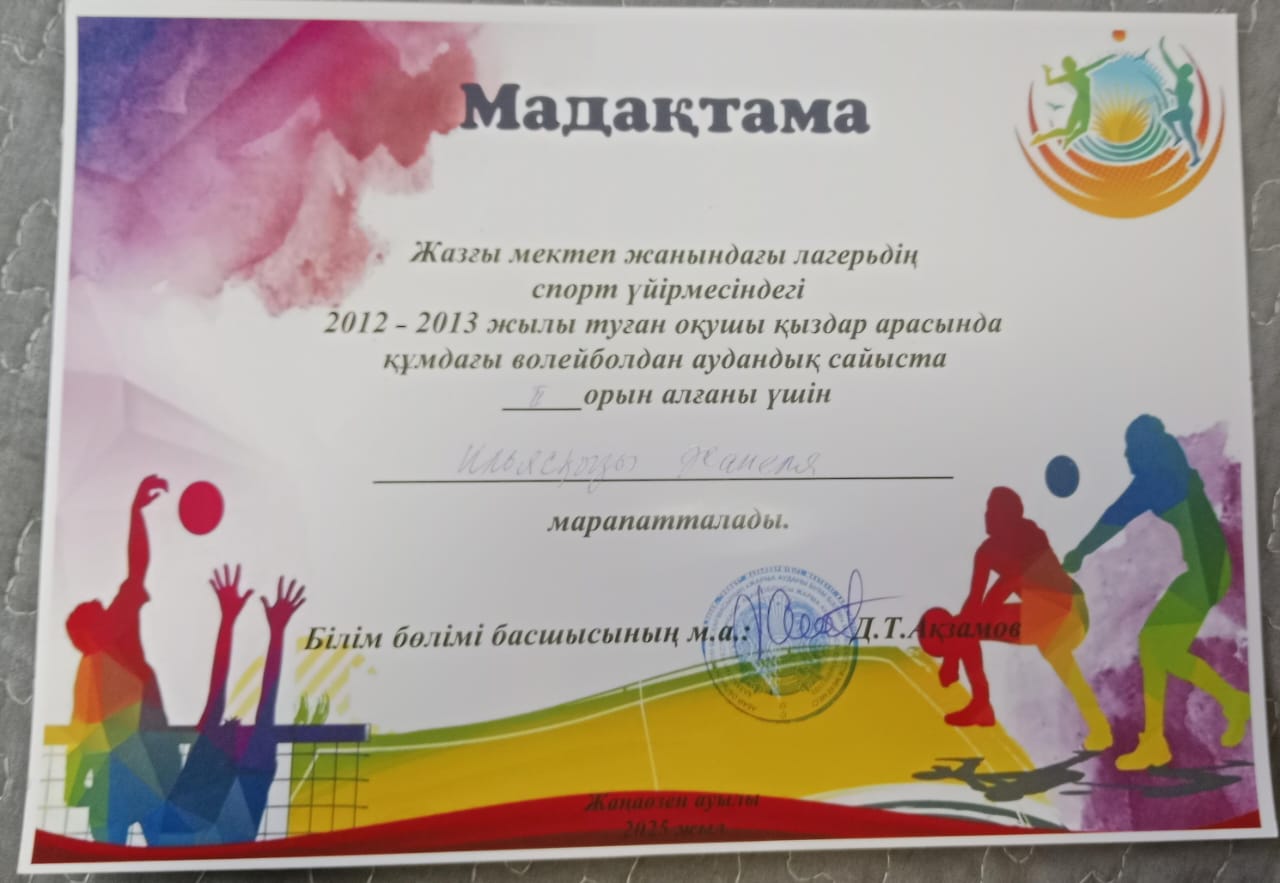 Мадақтама
Жазғы мектеп жанындағы лагерьдің
спорт үйірмесіндегі
2012 - 2013 жылы туған оқушы қыздар арасында
құмдағы волейболдан аудандық сайыста
II орын алғаны үшін
Ильясқызы Жанеля
марапатталады.
Білім бөлімі басшысының м.а.: Д.Т.Ақзамов
Жаңаөзен ауылы
2025 жыл